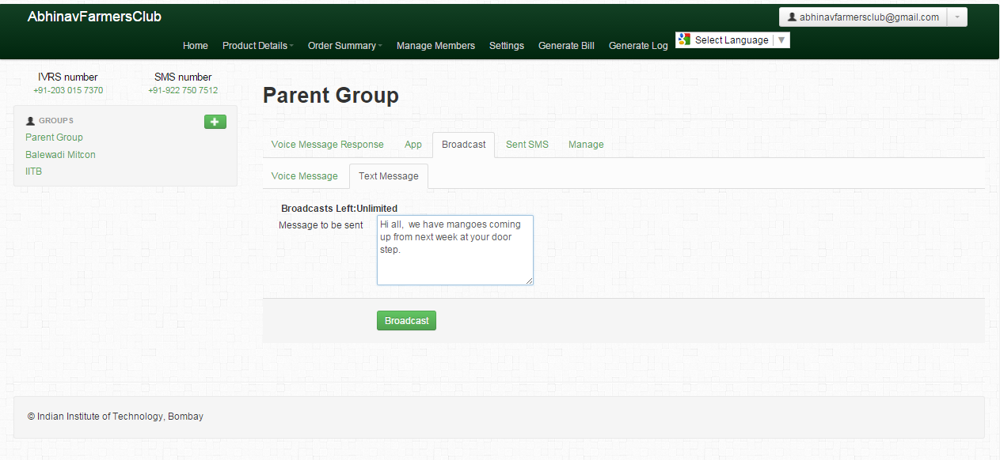 AbhinavFarmersClub
abhinavfarmersclub@gmail.com
Home Product Details Order Summary Manage Members Settings Generate Bill Generate Log Select Language
IVRS number SMS number
+91-203 015 7370 +91-922 750 7512
GROUPS
Parent Group
Balewadi Mitcon
IITB
Parent Group
Voice Message Response App Broadcast Sent SMS Manage
Voice Message Text Message
Broadcasts Left:Unlimited
Message to be sent
Hi all,  we have mangoes coming
up from next week at your door
step.
Broadcast
© Indian Institute of Technology, Bombay